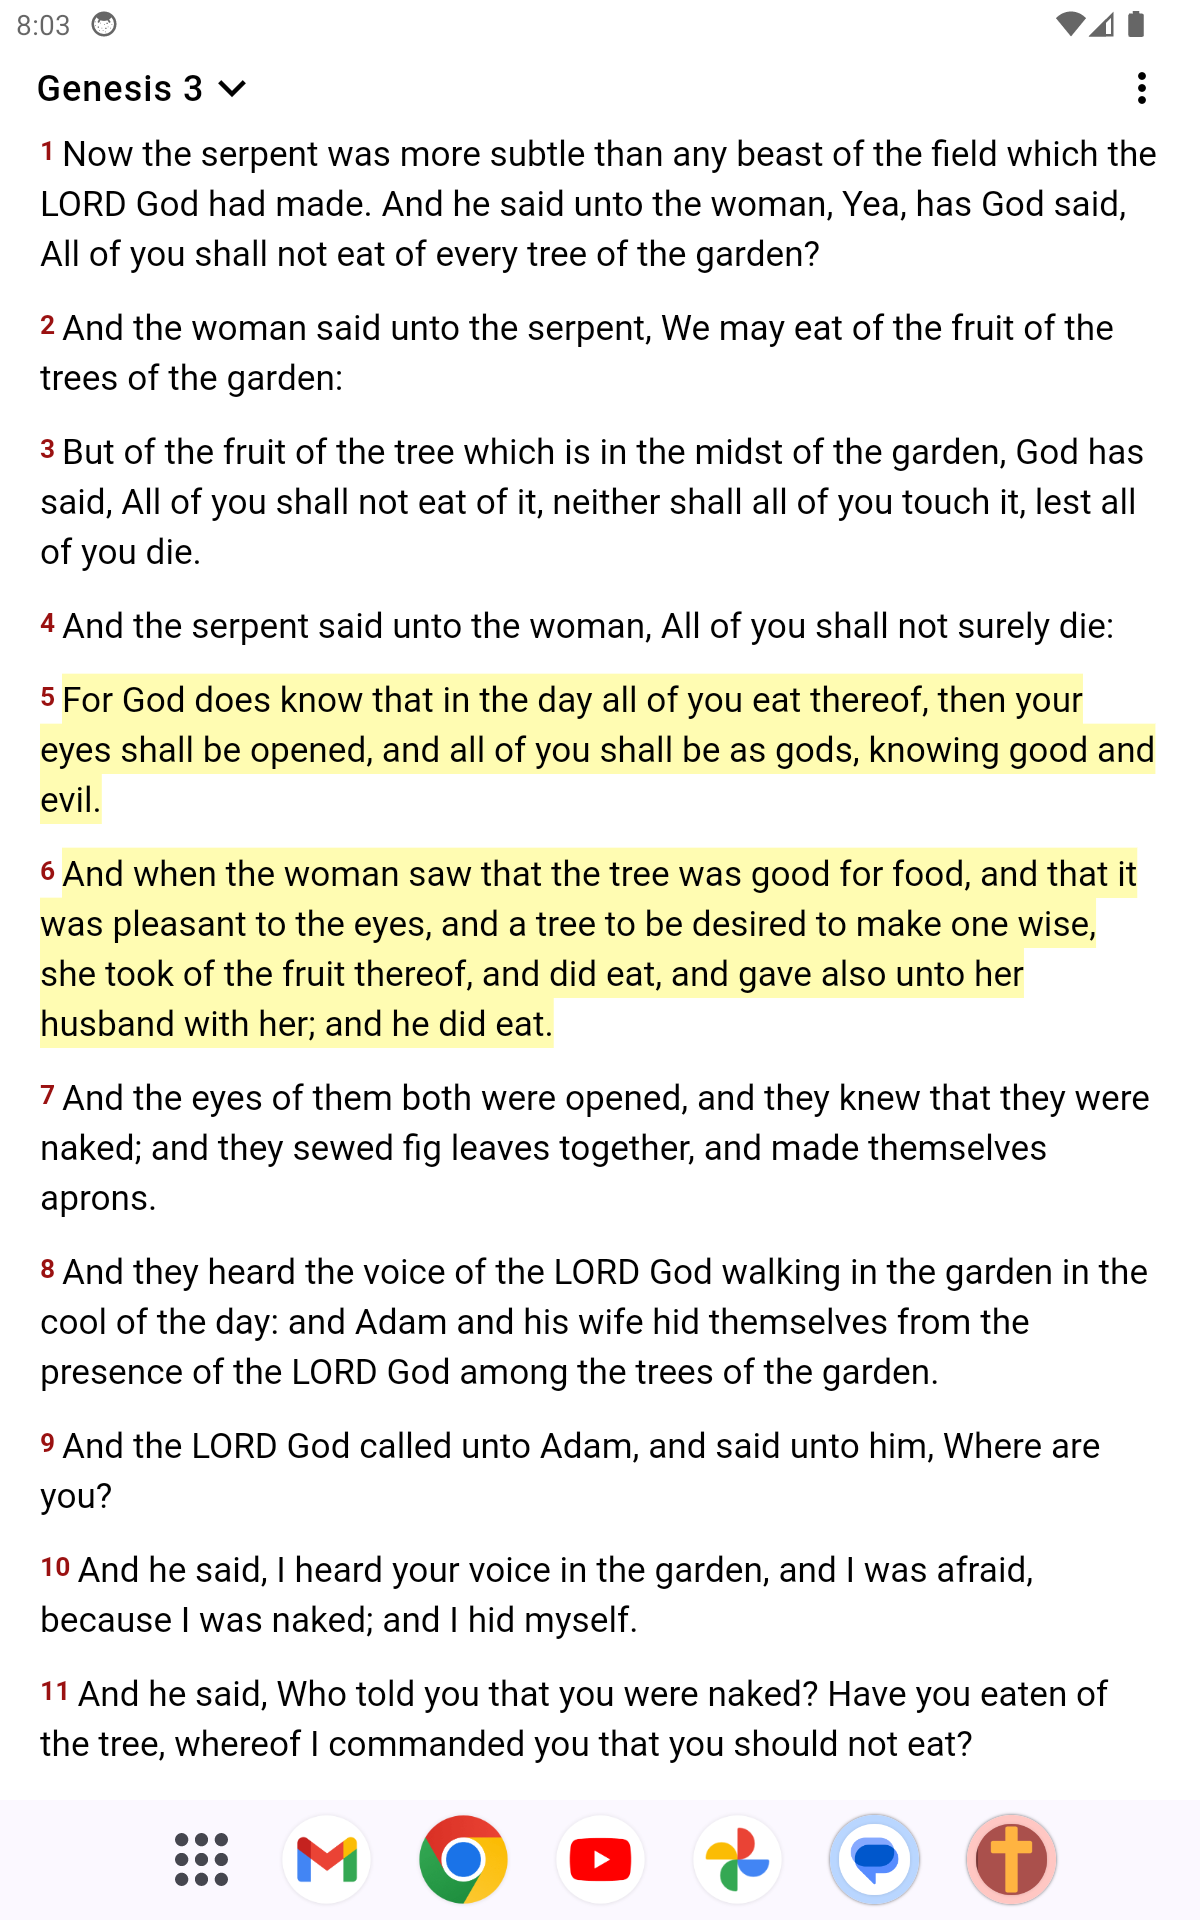 8:03
Genesis 3
1 Now the serpent was more subtle than any beast of the field which the
LORD God had made. And he said unto the woman, Yea, has God said,
All of you shall not eat of every tree of the garden?
2 And the woman said unto the serpent, We may eat of the fruit of the
trees of the garden:
3 But of the fruit of the tree which is in the midst of the garden, God has
said, All of you shall not eat of it, neither shall all of you touch it, lest all
of you die.
4 And the serpent said unto the woman, All of you shall not surely die:
5 For God does know that in the day all of you eat thereof, then your
eyes shall be opened, and all of you shall be as gods, knowing good and
evil.
6 And when the woman saw that the tree was good for food, and that it
was pleasant to the eyes, and a tree to be desired to make one wise,
she took of the fruit thereof, and did eat, and gave also unto her
husband with her; and he did eat.
7 And the eyes of them both were opened, and they knew that they were
naked; and they sewed fig leaves together, and made themselves
aprons.
8 And they heard the voice of the LORD God walking in the garden in the
cool of the day: and Adam and his wife hid themselves from the
presence of the LORD God among the trees of the garden.
9 And the LORD God called unto Adam, and said unto him, Where are
you?
10 And he said, I heard your voice in the garden, and I was afraid,
because I was naked; and I hid myself.
11 And he said, Who told you that you were naked? Have you eaten of
the tree, whereof I commanded you that you should not eat?